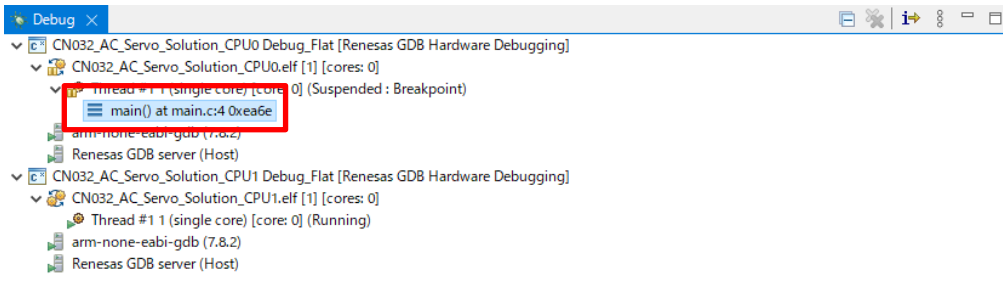 Debug
CN032_AC_Servo_Solution_CPU0 Debug_Flat [Renesas GDB Hardware Debugging]
CN032_AC_Servo_Solution_CPU0.elf [1] [cores: 0]
Thread #1 1 (single core) [core: 0] (Suspended : Breakpoint)
main() at main.c:4 0xea6e
arm-none-eabi-gdb (7.8.2)
Renesas GDB server (Host)
CN032_AC_Servo_Solution_CPU1 Debug_Flat [Renesas GDB Hardware Debugging]
CN032_AC_Servo_Solution_CPU1.elf [1] [cores: 0]
Thread #1 1 (single core) [core: 0] (Running)
arm-none-eabi-gdb (7.8.2)
Renesas GDB server (Host)